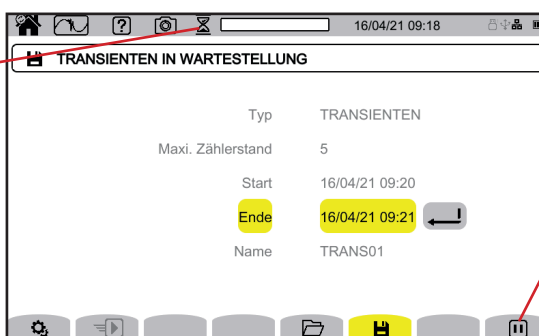 ?
16/04/21 09:18
TRANSIENTEN IN WARTESTELLUNG
Typ TRANSIENTEN
Maxi. Zählerstand 5
Start 16/04/21 09:20
Ende 16/04/21 09:21
Name TRANS01